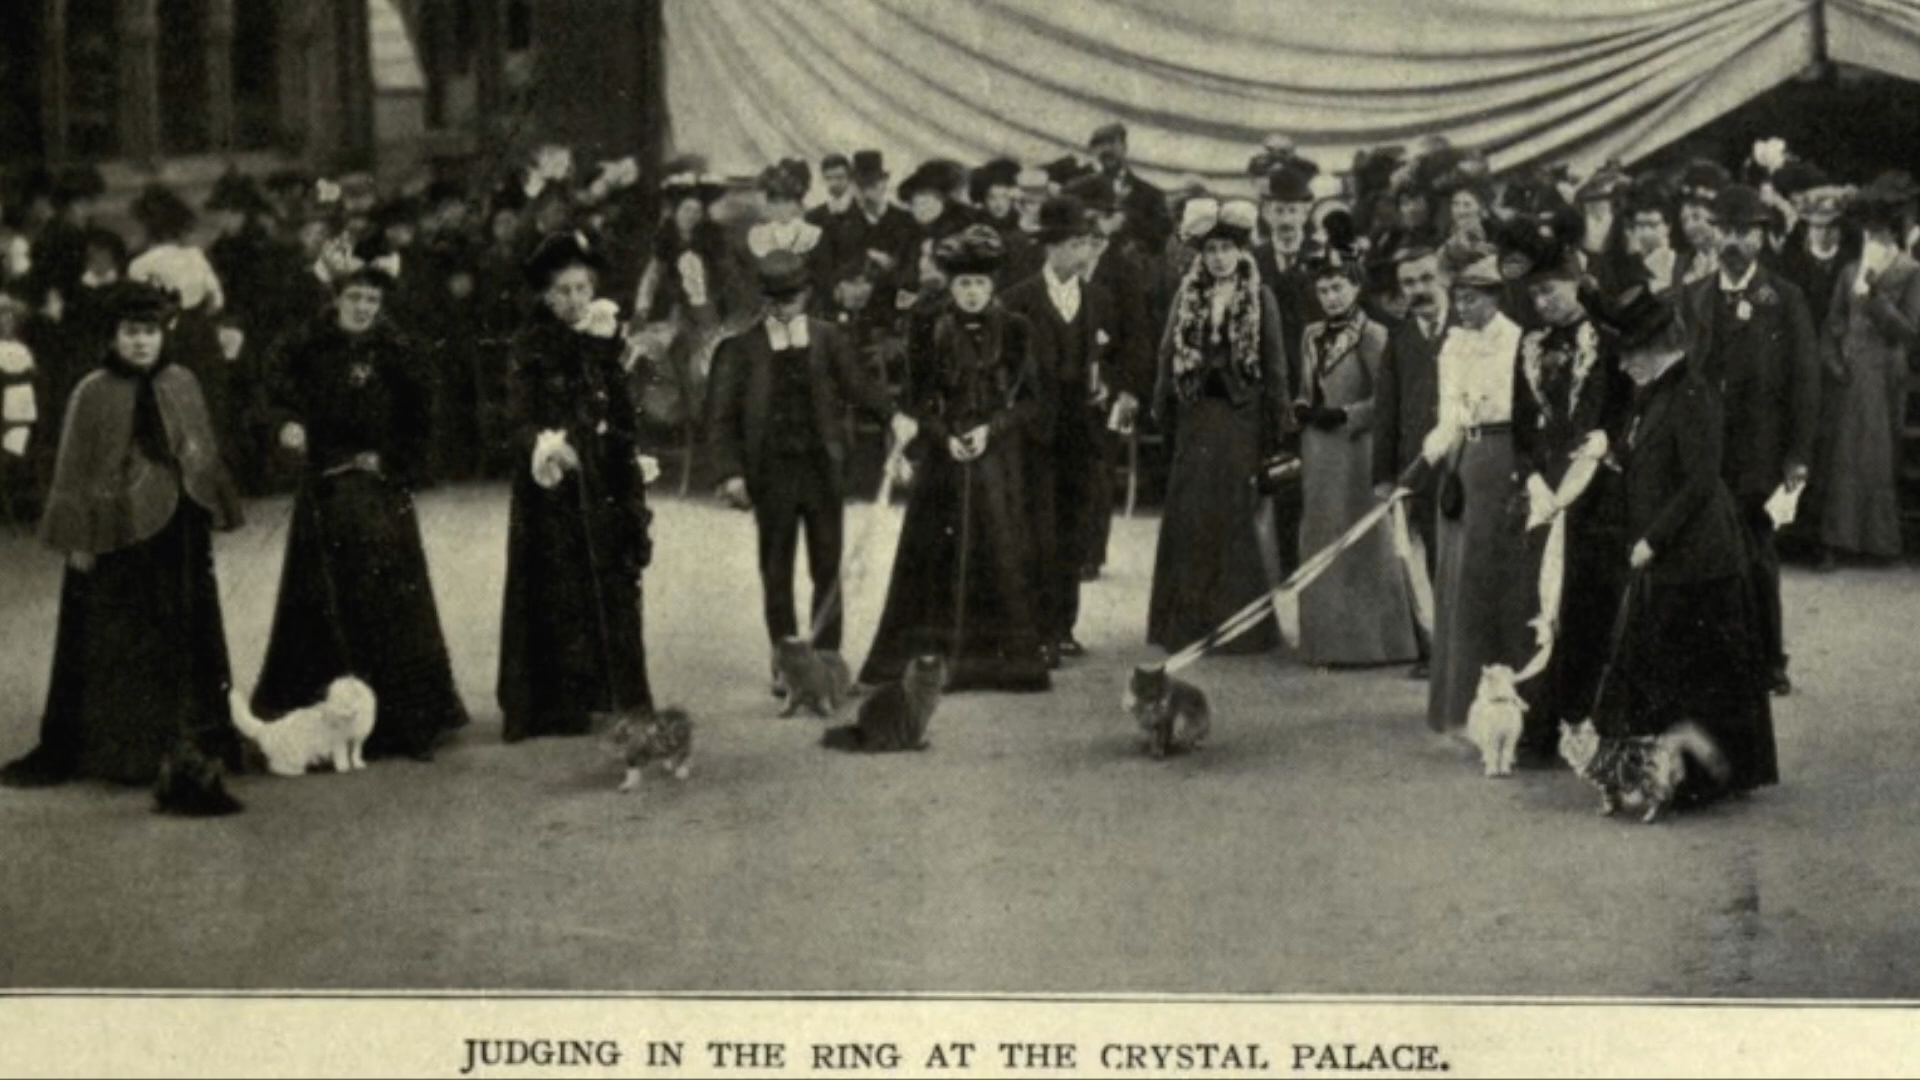 JUDGING IN THE RING AT THE CRYSTAL PALACE.